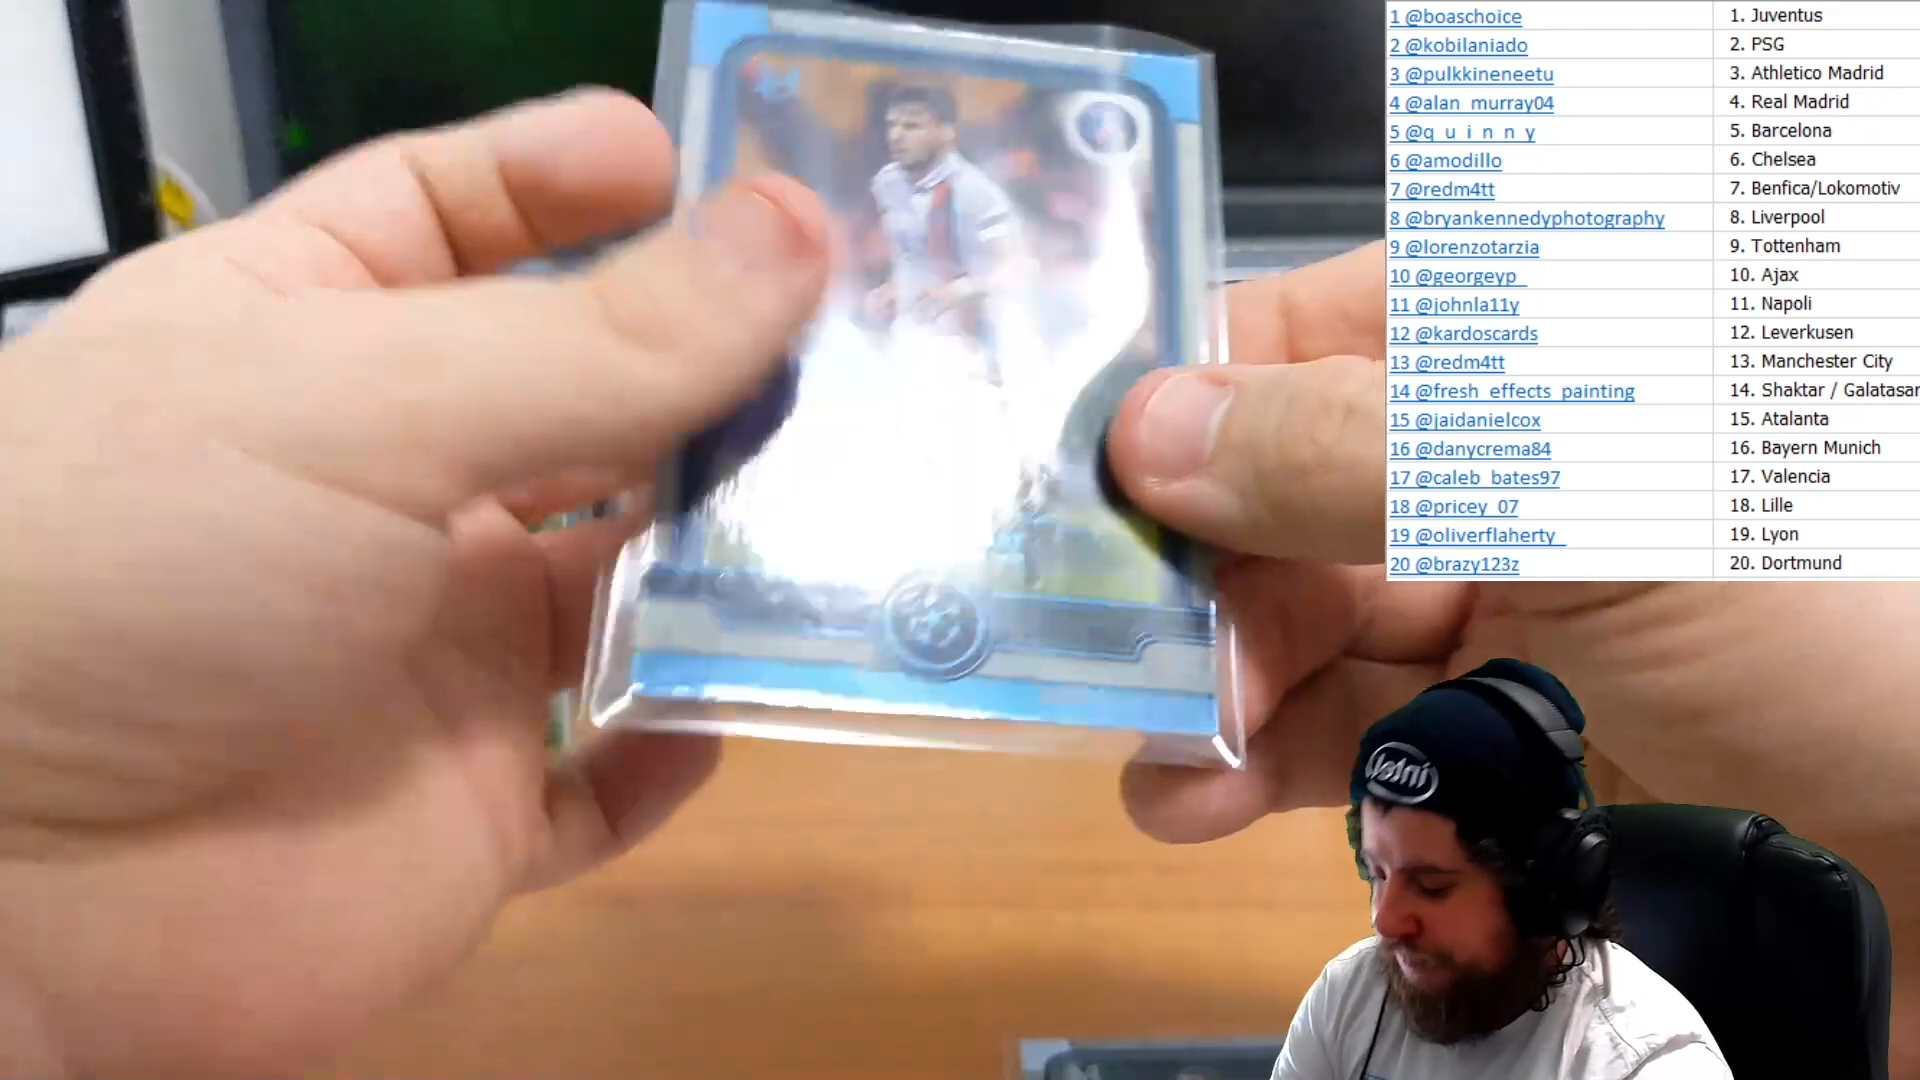 1 @boaschoice 1. Juventus
2 @kobilaniado 2. PSG
3 @pulkkineneetu 3. Athletico Madrid
4 @alan_murray04 4. Real Madrid
5 @q_u_i_n_n_y 5. Barcelona
6 @amodillo 6. Chelsea
7 @redm4tt 7. Benfica/Lokomotiv
8 @bryankennedyphotography 8. Liverpool
9 @lorenzotarzia 9. Tottenham
10 @georgeyp_ 10. Ajax
11 @johnla11y 11. Napoli
12 @kardoscards 12. Leverkusen
13 @redm4tt 13. Manchester City
14 @fresh_effects_painting 14. Shaktar / Galatasar
15 @jaidanielcox 15. Atalanta
16 @danycrema84 16. Bayern Munich
17 @caleb_bates97 17. Valencia
18 @pricey_07 18. Lille
19 @oliverflaherty_ 19. Lyon
20 @brazy123z 20. Dortmund
intel